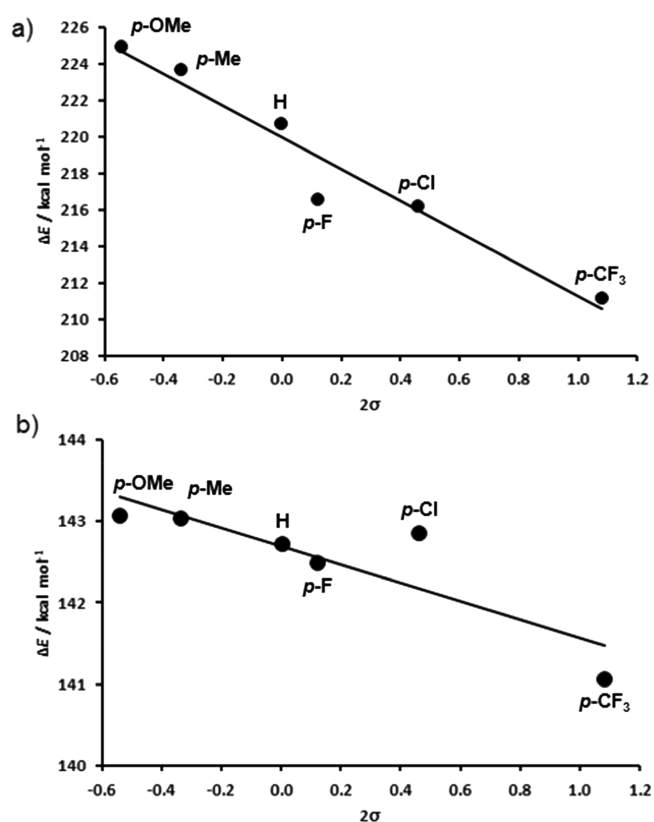 a)
226
224
222
220
218
216
214
212
210
208
ΔE / kcal mol⁻¹
p-OMe
p-Me
H
p-F
p-Cl
p-CF₃
-0.6 -0.4 -0.2 0.0 0.2 0.4 0.6 0.8 1.0 1.2
2σ
b)
144
143
142
141
140
ΔE / kcal mol⁻¹
p-OMe
p-Me
H
p-F
p-Cl
p-CF₃
-0.6 -0.4 -0.2 0.0 0.2 0.4 0.6 0.8 1.0 1.2
2σ